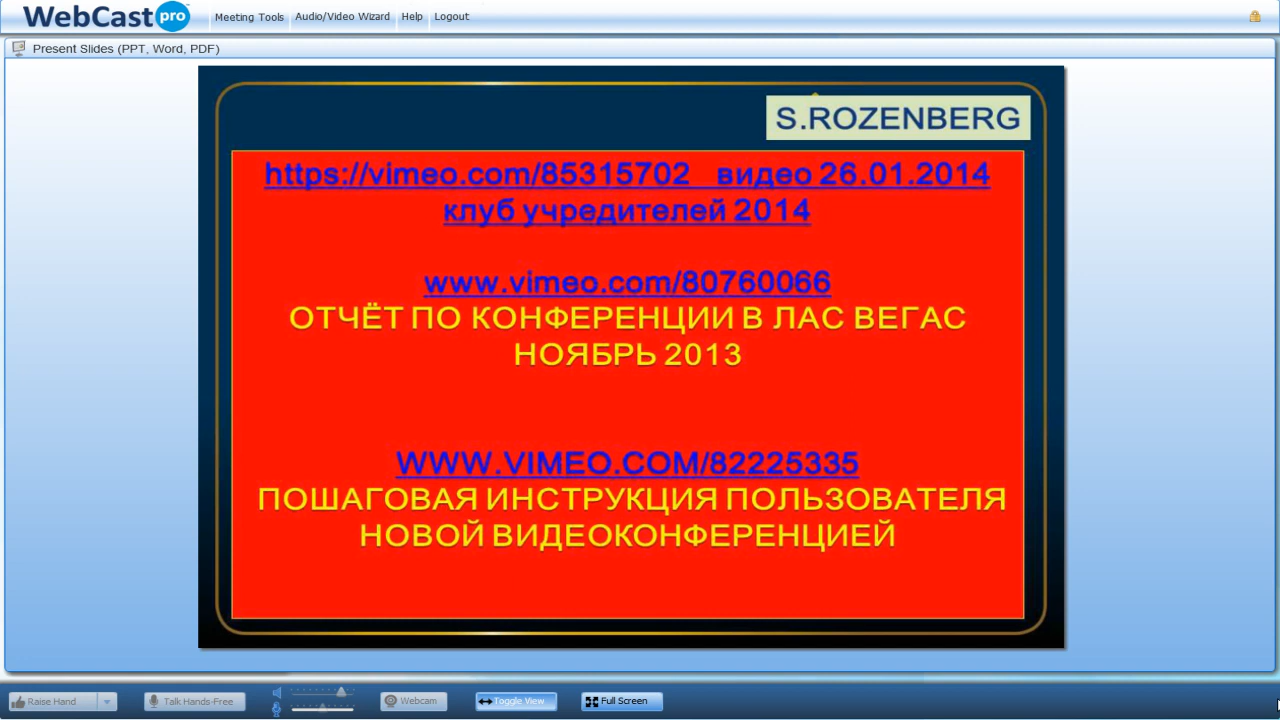 WebCast pro Meeting Tools Audio/Video Wizard Help Logout
Present Slides (PPT, Word, PDF)
S.ROZENBERG
https://vimeo.com/85315702 видео 26.01.2014
клуб учредителей 2014
www.vimeo.com/80760066
ОТЧЁТ ПО КОНФЕРЕНЦИИ В ЛАС ВЕГАС
НОЯБРЬ 2013
WWW.VIMEO.COM/82225335
ПОШАГОВАЯ ИНСТРУКЦИЯ ПОЛЬЗОВАТЕЛЯ
НОВОЙ ВИДЕОКОНФЕРЕНЦИЕЙ
Raise Hand Talk Hands-Free Webcam Toggle View Full Screen